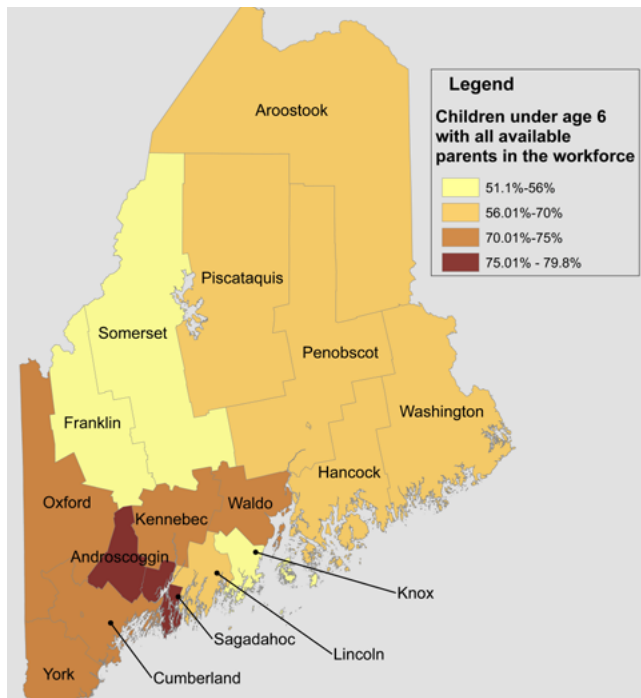 Legend
Children under age 6
with all available
parents in the workforce
51.1%-56%
56.01%-70%
70.01%-75%
75.01% - 79.8%
Aroostook
Piscataquis
Somerset
Penobscot
Franklin
Washington
Hancock
Oxford
Waldo
Kennebec
Androscoggin
Knox
Sagadahoc
Lincoln
York
Cumberland